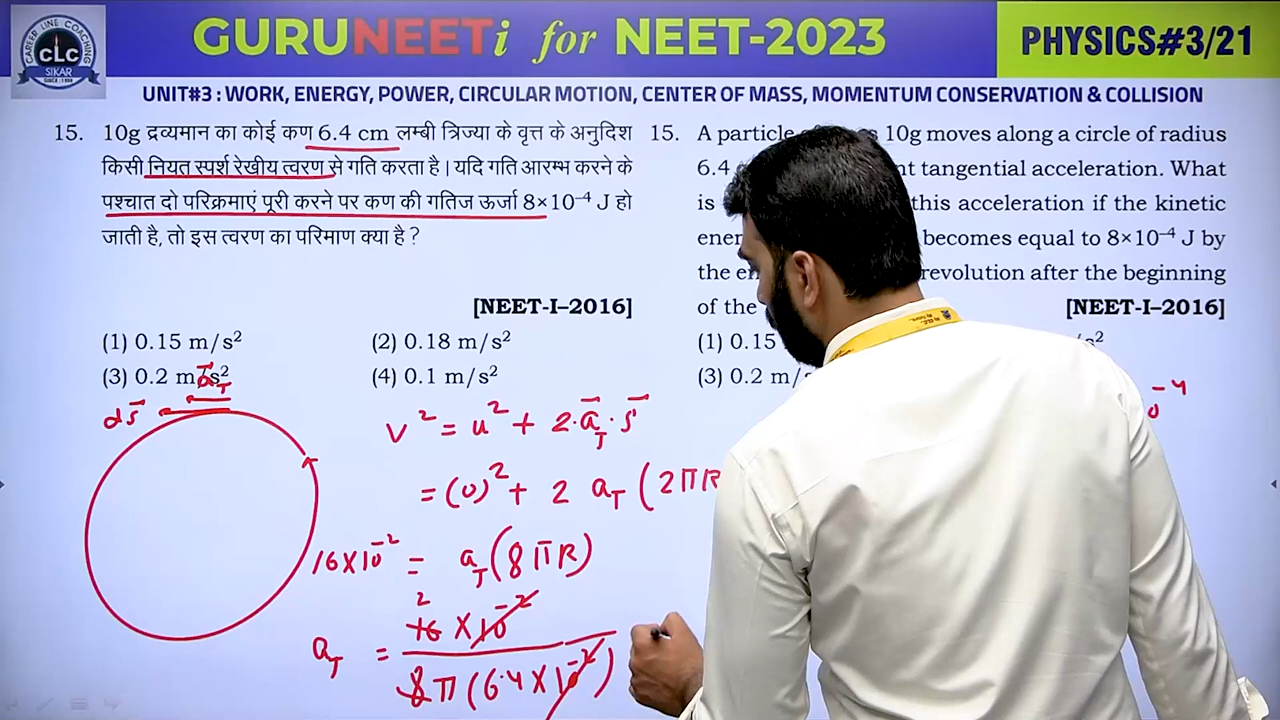 CAREER LINE COACHING
CLC
SIKAR
SINCE : 1996
GURUNEETi for NEET-2023
PHYSICS#3/21
UNIT#3 : WORK, ENERGY, POWER, CIRCULAR MOTION, CENTER OF MASS, MOMENTUM CONSERVATION & COLLISION
15. 10g द्रव्यमान का कोई कण 6.4 cm लम्बी त्रिज्या के वृत्त के अनुदिश
किसी नियत स्पर्श रेखीय त्वरण से गति करता है। यदि गति आरम्भ करने के
पश्चात दो परिक्रमाएं पूरी करने पर कण की गतिज ऊर्जा 8×10⁻⁴ J हो
जाती है, तो इस त्वरण का परिमाण क्या है ?
[NEET-I–2016]
(1) 0.15 m/s² (2) 0.18 m/s²
(3) 0.2 m/s² (4) 0.1 m/s²
15. A particle 10g moves along a circle of radius
6.4 tangential acceleration. What
is this acceleration if the kinetic
becomes equal to 8×10⁻⁴ J by
the revolution after the beginning
of the [NEET-I–2016]
(1) 0.15
(3) 0.2
a⃗_T
ds⃗
v² = u² + 2·a⃗_T·s⃗
= (0)² + 2 a_T (2πR
16×10⁻² = a_T (8πR)
2
a_T = 16 × 10⁻²
8π (6.4 × 10⁻²)